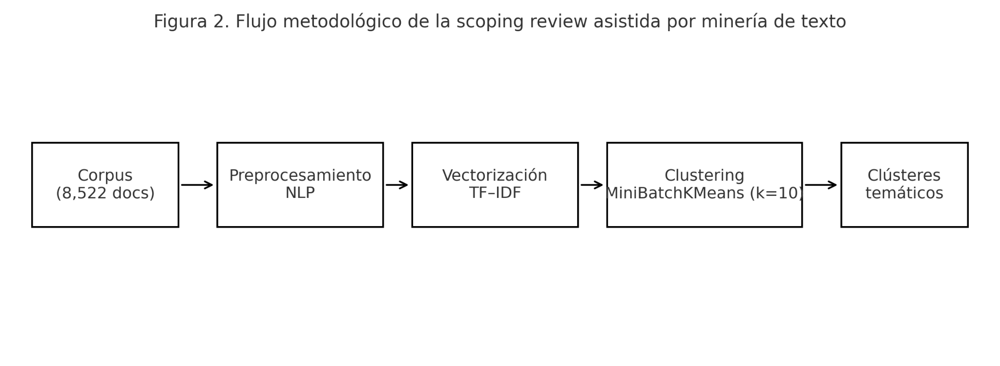 Figura 2. Flujo metodológico de la scoping review asistida por minería de texto
Corpus
(8,522 docs)
Preprocesamiento
NLP
Vectorización
TF–IDF
Clustering
MiniBatchKMeans (k=10)
Clústeres
temáticos